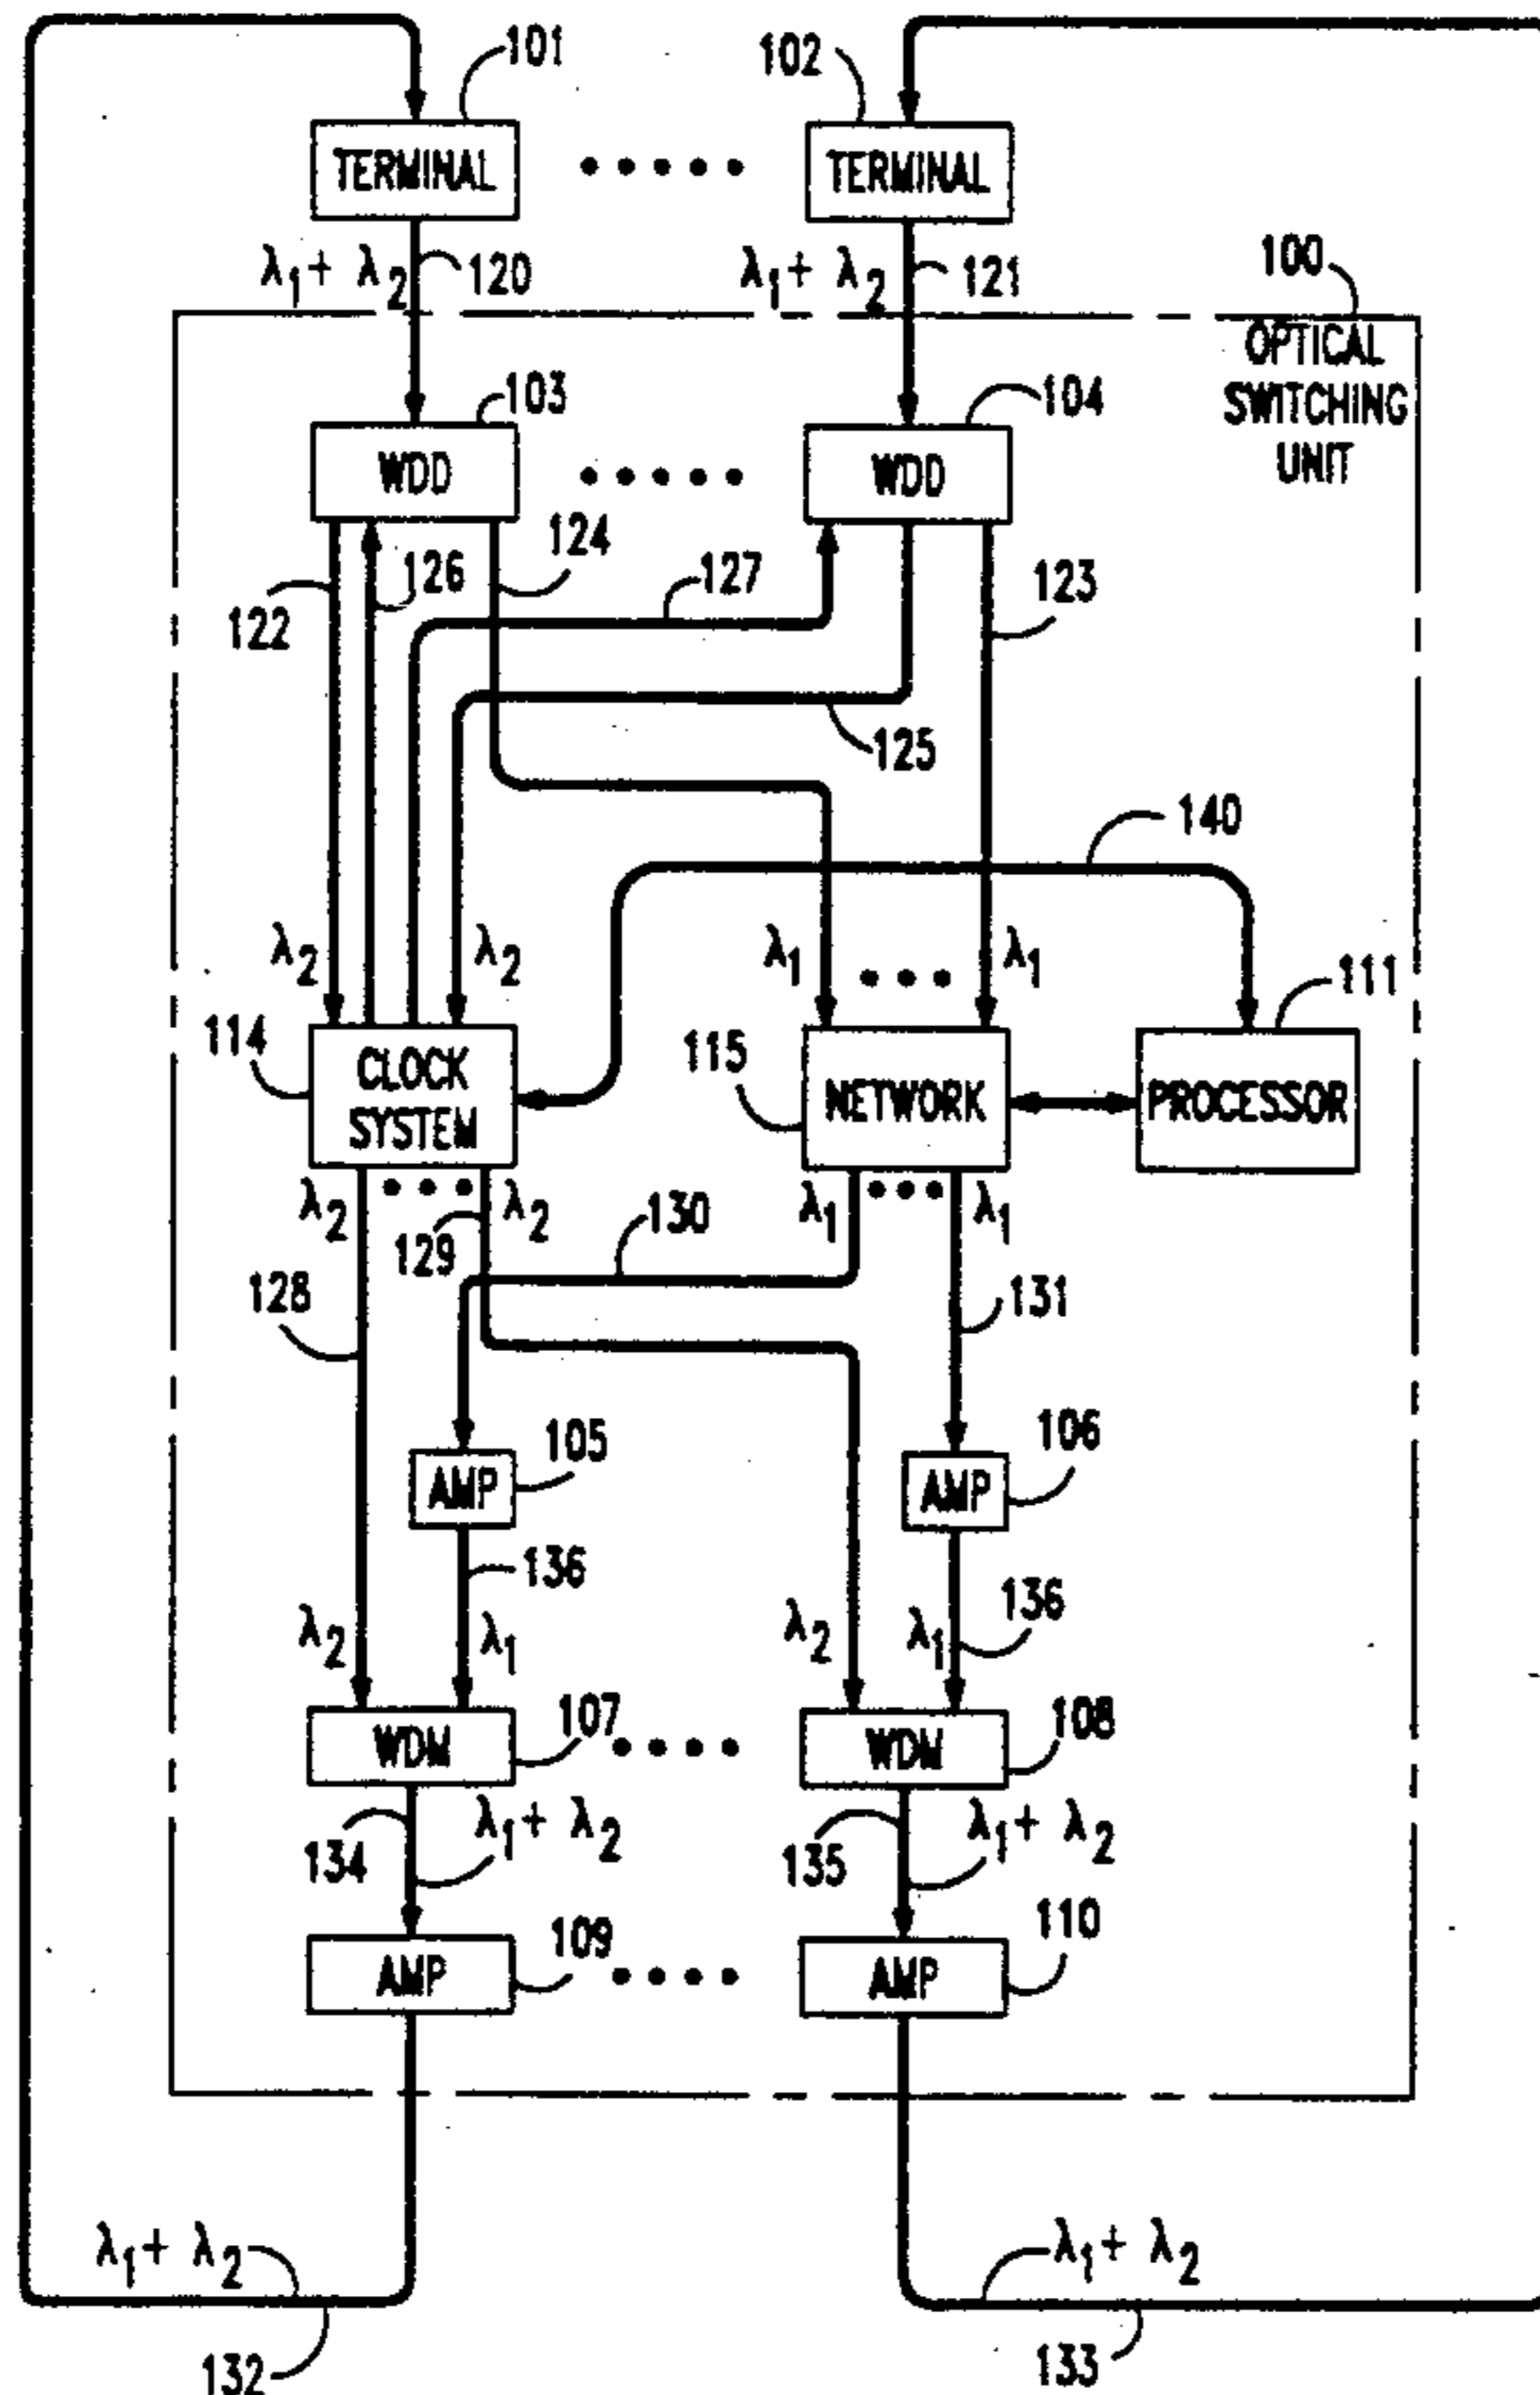 101
102
TERMINAL
TERMINAL
λ1+ λ2
120
λ1+ λ2
121
100
OPTICAL
SWITCHING
UNIT
103
104
WDD
WDD
122
126
124
127
123
125
140
λ2
λ2
λ1
λ1
111
114
CLOCK
SYSTEM
115
NETWORK
PROCESSOR
λ2
129
λ2
λ1
λ1
128
130
131
105
106
AMP
AMP
136
136
λ2
λ1
λ2
λ1
107
108
WDM
WDM
134
λ1+ λ2
135
λ1+ λ2
109
110
AMP
AMP
λ1+ λ2
λ1+ λ2
132
133